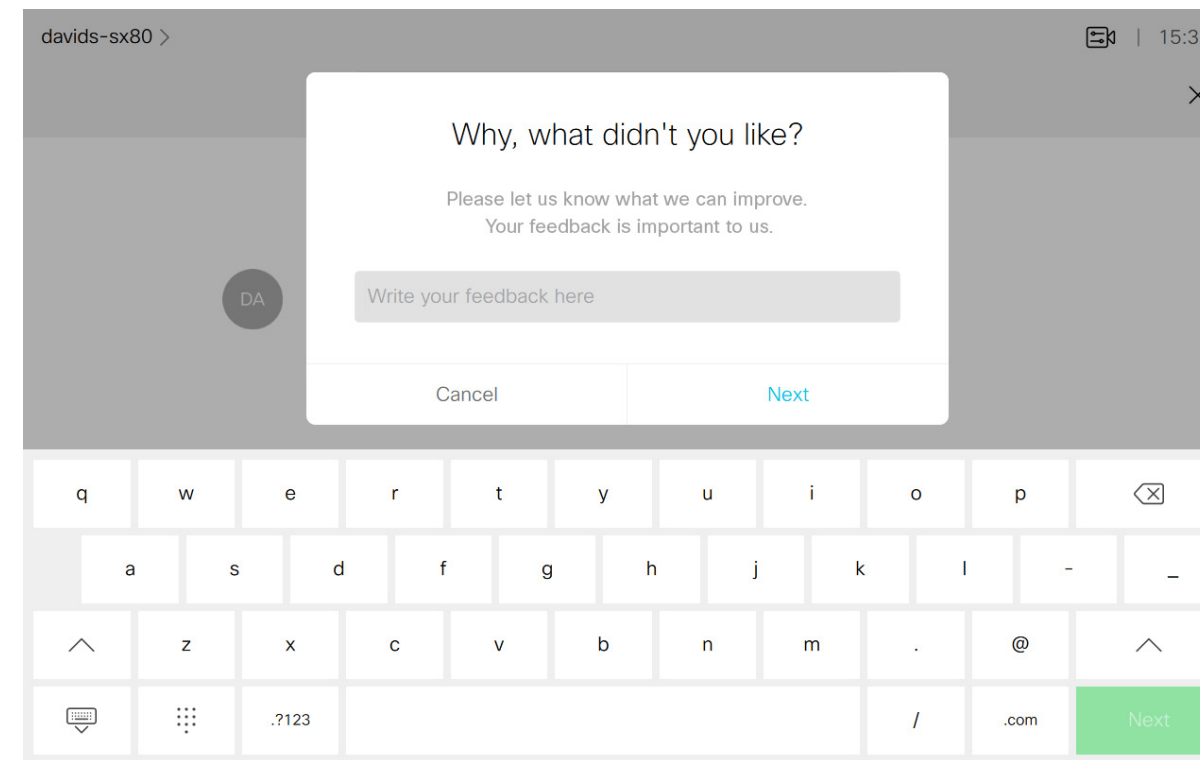 davids-sx80
| 15:3
Why, what didn't you like?
Please let us know what we can improve.
Your feedback is important to us.
DA
Write your feedback here
Cancel Next
q w e r t y u i o p
a s d f g h j k l - _
z x c v b n m . @
.?123 / .com Next